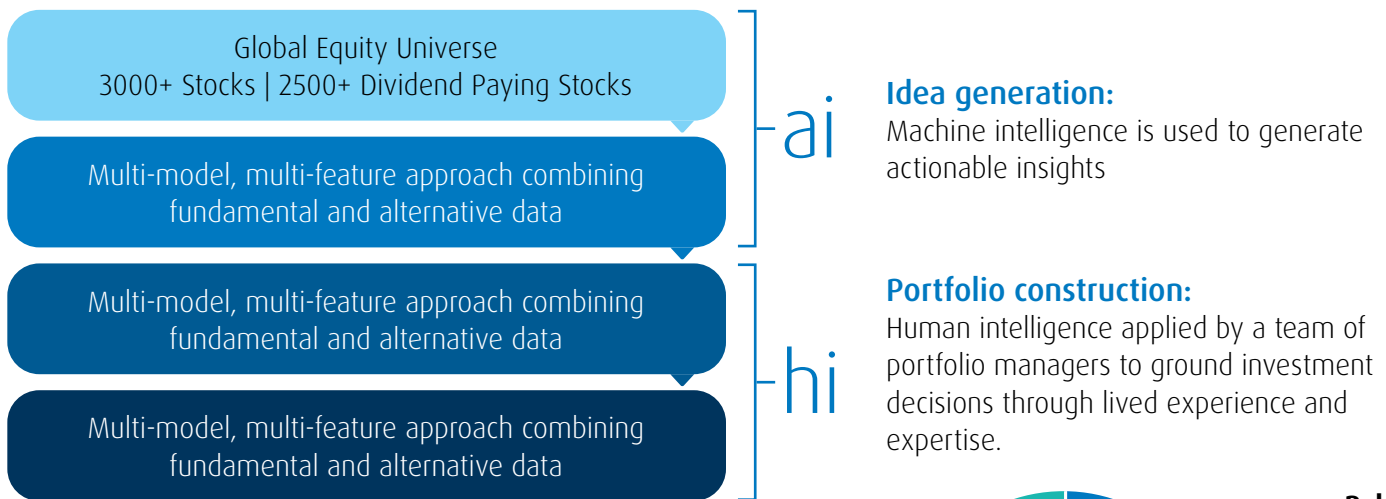 Global Equity Universe
3000+ Stocks | 2500+ Dividend Paying Stocks
Multi-model, multi-feature approach combining
fundamental and alternative data
ai
Idea generation:
Machine intelligence is used to generate
actionable insights
Multi-model, multi-feature approach combining
fundamental and alternative data
Multi-model, multi-feature approach combining
fundamental and alternative data
hi
Portfolio construction:
Human intelligence applied by a team of
portfolio managers to ground investment
decisions through lived experience and
expertise.